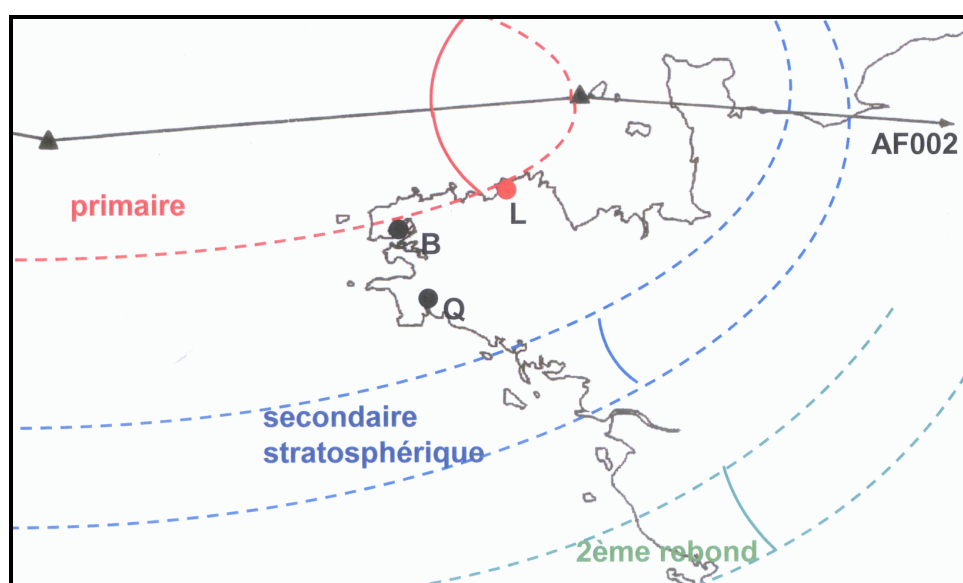 AF002
primaire
L
B
Q
secondaire
stratosphérique
2ème rebond